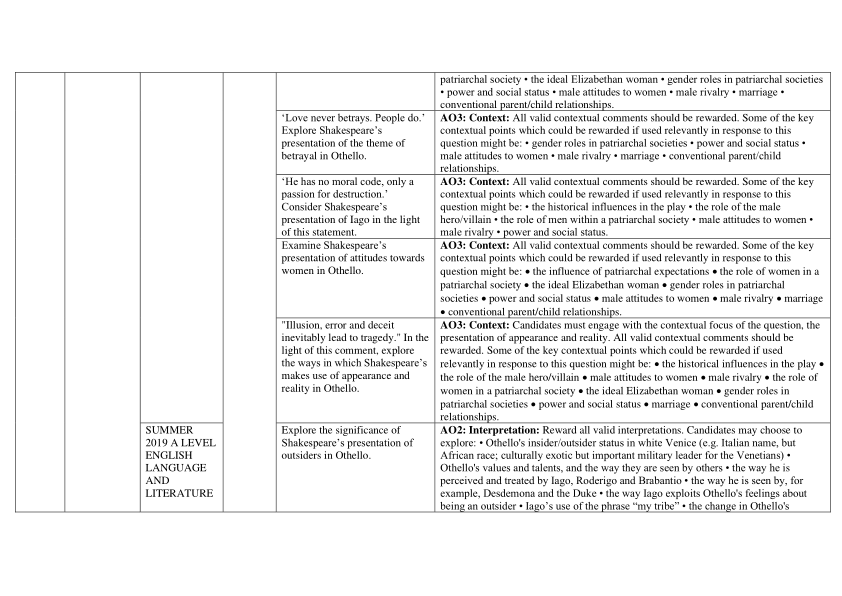 patriarchal society • the ideal Elizabethan woman • gender roles in patriarchal societies
• power and social status • male attitudes to women • male rivalry • marriage •
conventional parent/child relationships.
‘Love never betrays. People do.’
Explore Shakespeare’s
presentation of the theme of
betrayal in Othello.
AO3: Context: All valid contextual comments should be rewarded. Some of the key
contextual points which could be rewarded if used relevantly in response to this
question might be: • gender roles in patriarchal societies • power and social status •
male attitudes to women • male rivalry • marriage • conventional parent/child
relationships.
‘He has no moral code, only a
passion for destruction.’
Consider Shakespeare’s
presentation of Iago in the light
of this statement.
AO3: Context: All valid contextual comments should be rewarded. Some of the key
contextual points which could be rewarded if used relevantly in response to this
question might be: • the historical influences in the play • the role of the male
hero/villain • the role of men within a patriarchal society • male attitudes to women •
male rivalry • power and social status.
Examine Shakespeare’s
presentation of attitudes towards
women in Othello.
AO3: Context: All valid contextual comments should be rewarded. Some of the key
contextual points which could be rewarded if used relevantly in response to this
question might be: • the influence of patriarchal expectations • the role of women in a
patriarchal society • the ideal Elizabethan woman • gender roles in patriarchal
societies • power and social status • male attitudes to women • male rivalry • marriage
• conventional parent/child relationships.
"Illusion, error and deceit
inevitably lead to tragedy." In the
light of this comment, explore
the ways in which Shakespeare’s
makes use of appearance and
reality in Othello.
AO3: Context: Candidates must engage with the contextual focus of the question, the
presentation of appearance and reality. All valid contextual comments should be
rewarded. Some of the key contextual points which could be rewarded if used
relevantly in response to this question might be: • the historical influences in the play •
the role of the male hero/villain • male attitudes to women • male rivalry • the role of
women in a patriarchal society • the ideal Elizabethan woman • gender roles in
patriarchal societies • power and social status • marriage • conventional parent/child
relationships.
SUMMER
2019 A LEVEL
ENGLISH
LANGUAGE
AND
LITERATURE
Explore the significance of
Shakespeare’s presentation of
outsiders in Othello.
AO2: Interpretation: Reward all valid interpretations. Candidates may choose to
explore: • Othello's insider/outsider status in white Venice (e.g. Italian name, but
African race; culturally exotic but important military leader for the Venetians) •
Othello's values and talents, and the way they are seen by others • the way he is
perceived and treated by Iago, Roderigo and Brabantio • the way he is seen by, for
example, Desdemona and the Duke • the way Iago exploits Othello's feelings about
being an outsider • Iago’s use of the phrase “my tribe” • the change in Othello's